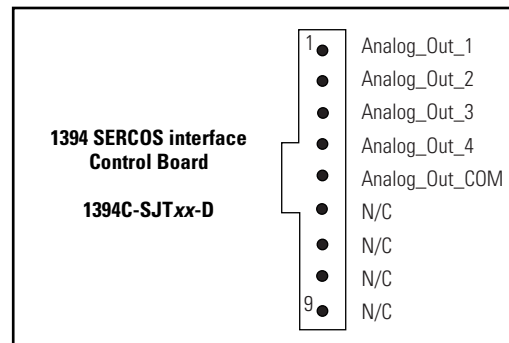 1394 SERCOS interface
Control Board
1394C-SJTxx-D
1 Analog_Out_1
Analog_Out_2
Analog_Out_3
Analog_Out_4
Analog_Out_COM
N/C
N/C
N/C
9 N/C